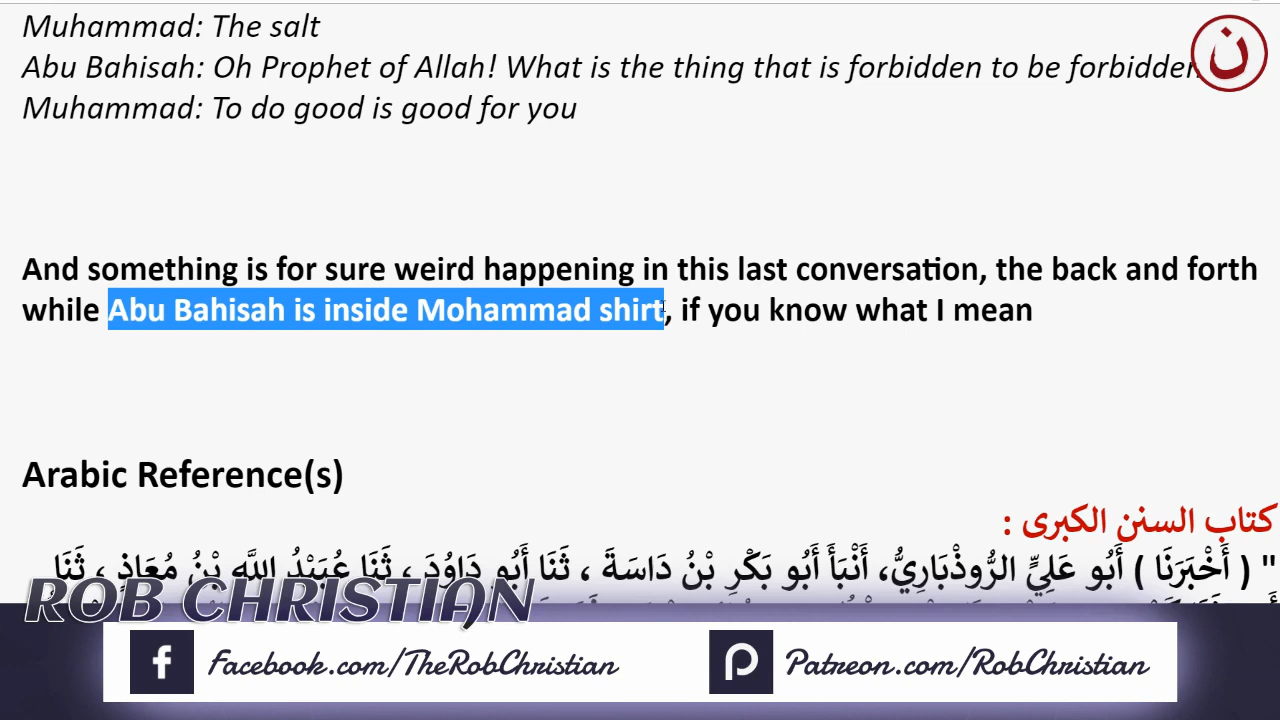 Muhammad: The salt
Abu Bahisah: Oh Prophet of Allah! What is the thing that is forbidden to be forbidden
Muhammad: To do good is good for you
ن
And something is for sure weird happening in this last conversation, the back and forth
while Abu Bahisah is inside Mohammad shirt, if you know what I mean
Arabic Reference(s)
كتاب السنن الكبرى :
" ( أَخْبَرَنَا ) أَبُو عَلِيٍّ الرُّوذْبَارِيُّ، أَنْبَأَ أَبُو بَكْرِ بْنُ دَاسَةَ ، ثَنَا أَبُو دَاوُدَ ، ثَنَا عُبَيْدُ اللَّهِ بْنُ مُعَاذٍ ، ثَنَا
ROB CHRISTIAN
Facebook.com/TheRobChristian
Patreon.com/RobChristian